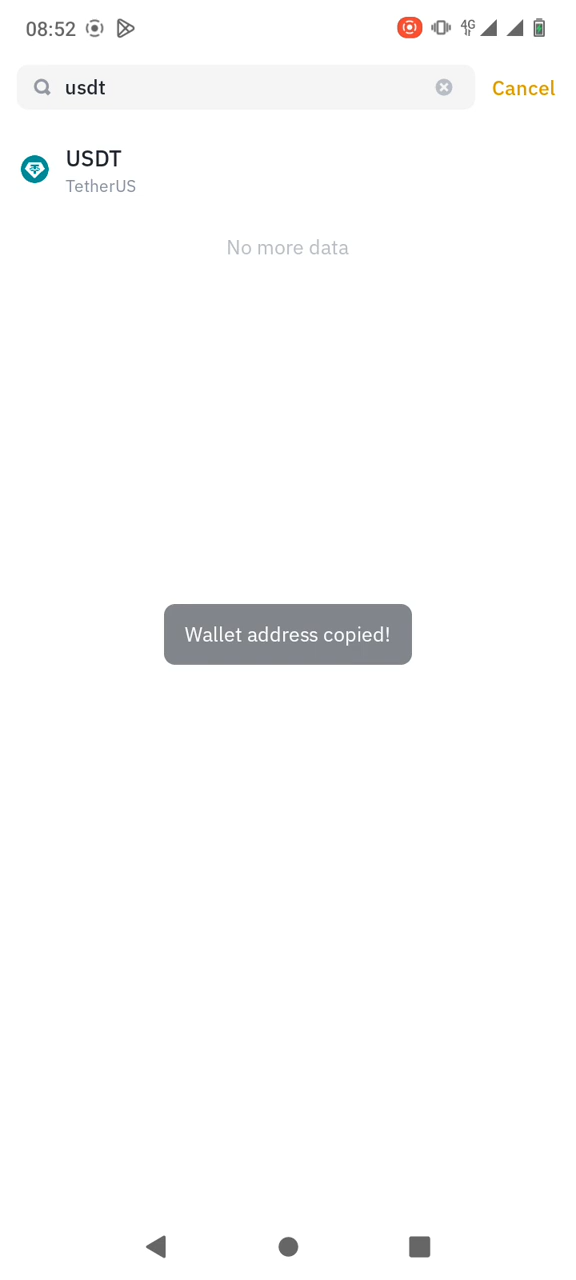 08:52
4G
usdt
Cancel
USDT
TetherUS
No more data
Wallet address copied!